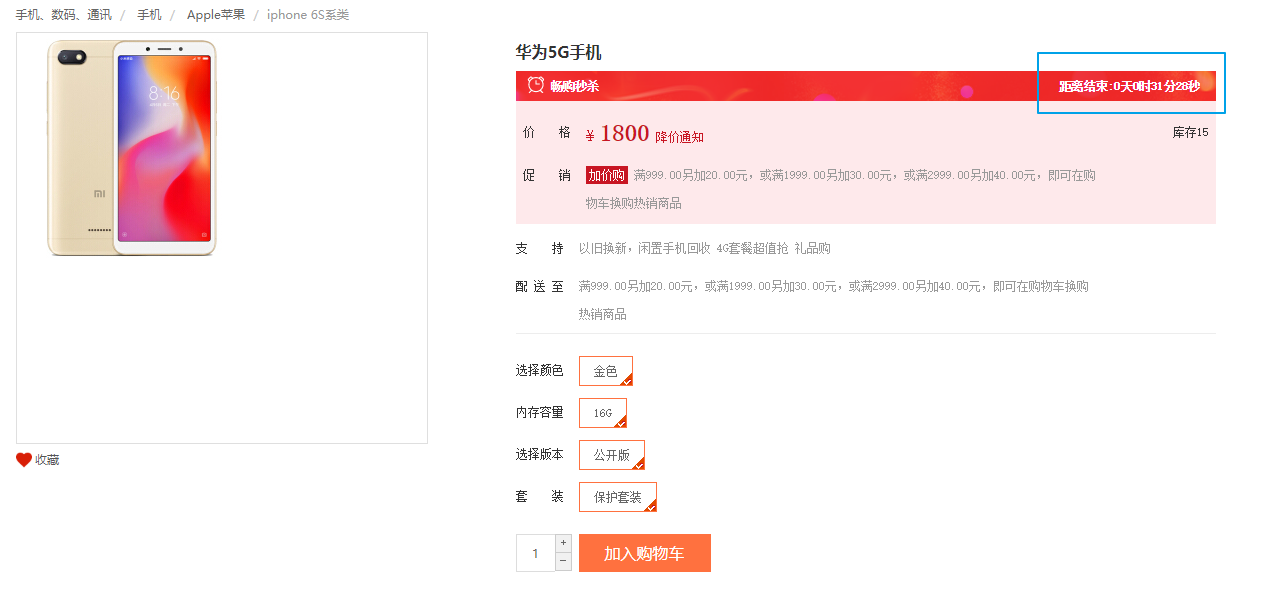 手机、数码、通讯 / 手机 / Apple苹果 / iphone 6S系类
华为5G手机
畅购秒杀 距离结束:0天0时31分28秒
8:16
MI
价 格 ¥ 1800 降价通知 库存15
促 销 加价购 满999.00另加20.00元，或满1999.00另加30.00元，或满2999.00另加40.00元，即可在购
物车换购热销商品
支 持 以旧换新，闲置手机回收 4G套餐超值抢 礼品购
配 送 至 满999.00另加20.00元，或满1999.00另加30.00元，或满2999.00另加40.00元，即可在购物车换购
热销商品
选择颜色 金色
内存容量 16G
收藏
选择版本 公开版
套 装 保护套装
1 + − 加入购物车